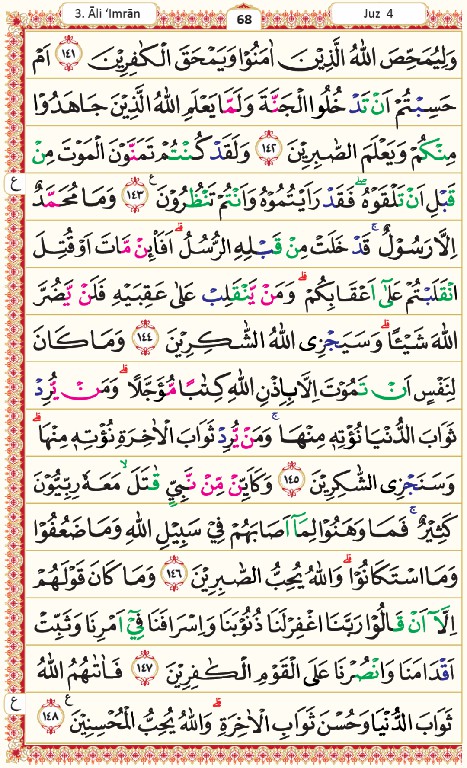 3. Āli ‘Imrān
68
Juz 4
وَلِيُمَحِّصَ اللّٰهُ الَّذِيْنَ اٰمَنُوْا وَيَمْحَقَ الْكٰفِرِيْنَ ١٤١ اَمْ
حَسِبْتُمْ اَنْ تَدْخُلُوا الْجَنَّةَ وَلَمَّا يَعْلَمِ اللّٰهُ الَّذِيْنَ جَاهَدُوْا
مِنْكُمْ وَيَعْلَمَ الصّٰبِرِيْنَ ١٤٢ وَلَقَدْ كُنْتُمْ تَمَنَّوْنَ الْمَوْتَ مِنْ
ع
قَبْلِ اَنْ تَلْقَوْهُ ۖ فَقَدْ رَاَيْتُمُوْهُ وَاَنْتُمْ تَنْظُرُوْنَ ١٤٣ وَمَا مُحَمَّدٌ
اِلَّا رَسُوْلٌ ۚ قَدْ خَلَتْ مِنْ قَبْلِهِ الرُّسُلُ ۗ اَفَا۟ئِنْ مَّاتَ اَوْ قُتِلَ
انْقَلَبْتُمْ عَلٰٓى اَعْقَابِكُمْ ۗ وَمَنْ يَّنْقَلِبْ عَلٰى عَقِبَيْهِ فَلَنْ يَّضُرَّ
اللّٰهَ شَيْـًٔا ۗ وَسَيَجْزِى اللّٰهُ الشّٰكِرِيْنَ ١٤٤ وَمَا كَانَ
لِنَفْسٍ اَنْ تَمُوْتَ اِلَّا بِاِذْنِ اللّٰهِ كِتٰبًا مُّؤَجَّلًا ۗ وَمَنْ يُّرِدْ
ثَوَابَ الدُّنْيَا نُؤْتِهٖ مِنْهَا ۚ وَمَنْ يُّرِدْ ثَوَابَ الْاٰخِرَةِ نُؤْتِهٖ مِنْهَا ۗ
وَسَنَجْزِى الشّٰكِرِيْنَ ١٤٥ وَكَاَيِّنْ مِّنْ نَّبِيٍّ قٰتَلَ ۙ مَعَهٗ رِبِّيُّوْنَ
كَثِيْرٌ ۚ فَمَا وَهَنُوْا لِمَآ اَصَابَهُمْ فِيْ سَبِيْلِ اللّٰهِ وَمَا ضَعُفُوْا
وَمَا اسْتَكَانُوْا ۗ وَاللّٰهُ يُحِبُّ الصّٰبِرِيْنَ ١٤٦ وَمَا كَانَ قَوْلَهُمْ
اِلَّآ اَنْ قَالُوْا رَبَّنَا اغْفِرْ لَنَا ذُنُوْبَنَا وَاِسْرَافَنَا فِيْٓ اَمْرِنَا وَثَبِّتْ
اَقْدَامَنَا وَانْصُرْنَا عَلَى الْقَوْمِ الْكٰفِرِيْنَ ١٤٧ فَاٰتٰىهُمُ اللّٰهُ
ع
ثَوَابَ الدُّنْيَا وَحُسْنَ ثَوَابِ الْاٰخِرَةِ ۗ وَاللّٰهُ يُحِبُّ الْمُحْسِنِيْنَ ࣖ ١٤٨